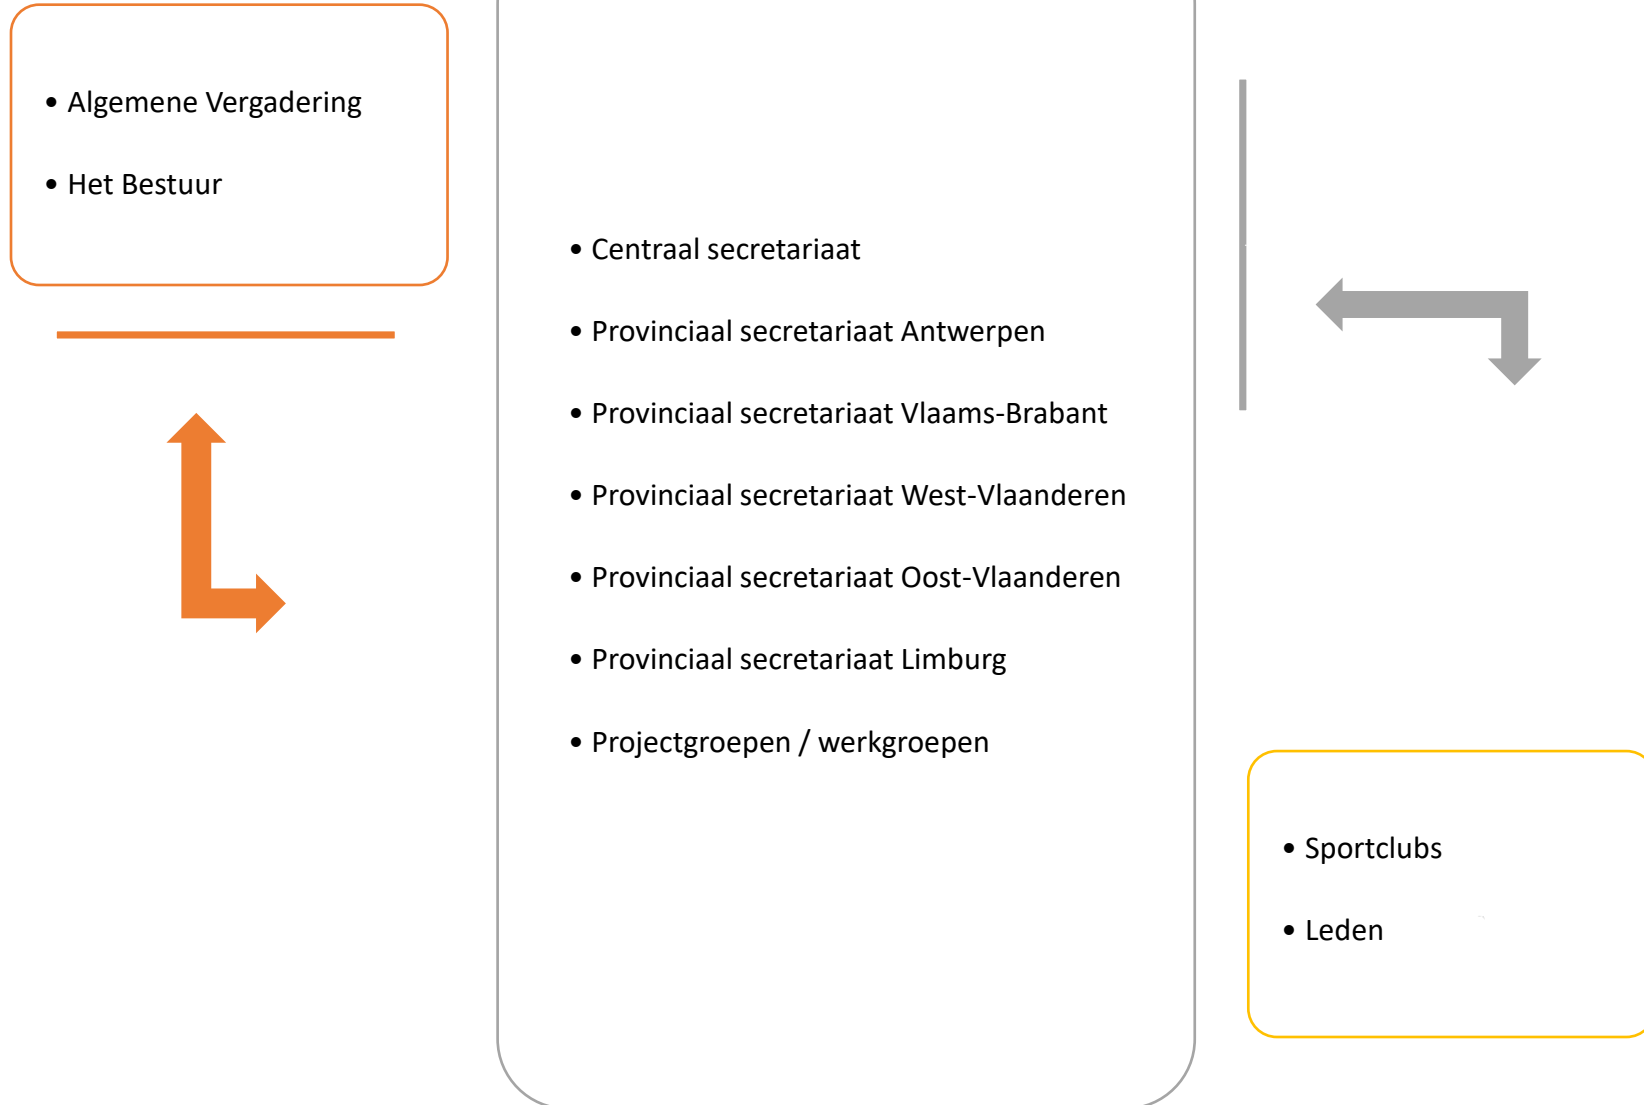 • Algemene Vergadering
• Het Bestuur
• Centraal secretariaat
• Provinciaal secretariaat Antwerpen
• Provinciaal secretariaat Vlaams-Brabant
• Provinciaal secretariaat West-Vlaanderen
• Provinciaal secretariaat Oost-Vlaanderen
• Provinciaal secretariaat Limburg
• Projectgroepen / werkgroepen
• Sportclubs
• Leden